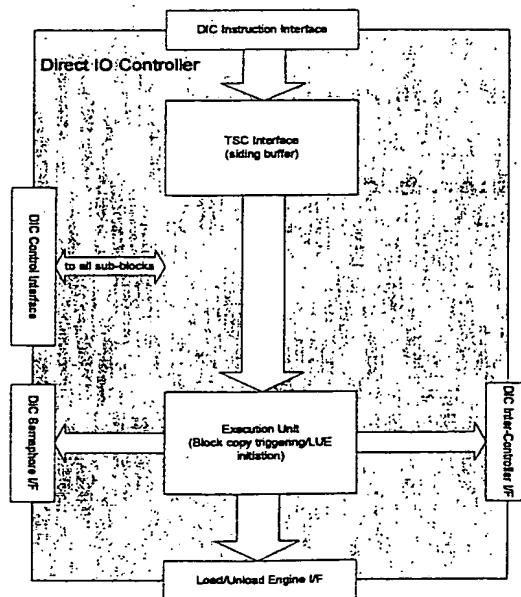 DIC Instruction Interface
Direct IO Controller
TSC Interface
(siding buffer)
DIC Control Interface
to all sub-blocks
DIC Semaphore I/F
Execution Unit
(Block copy triggering/LUE
initiation)
DIC Inter-Controller I/F
Load/Unload Engine I/F